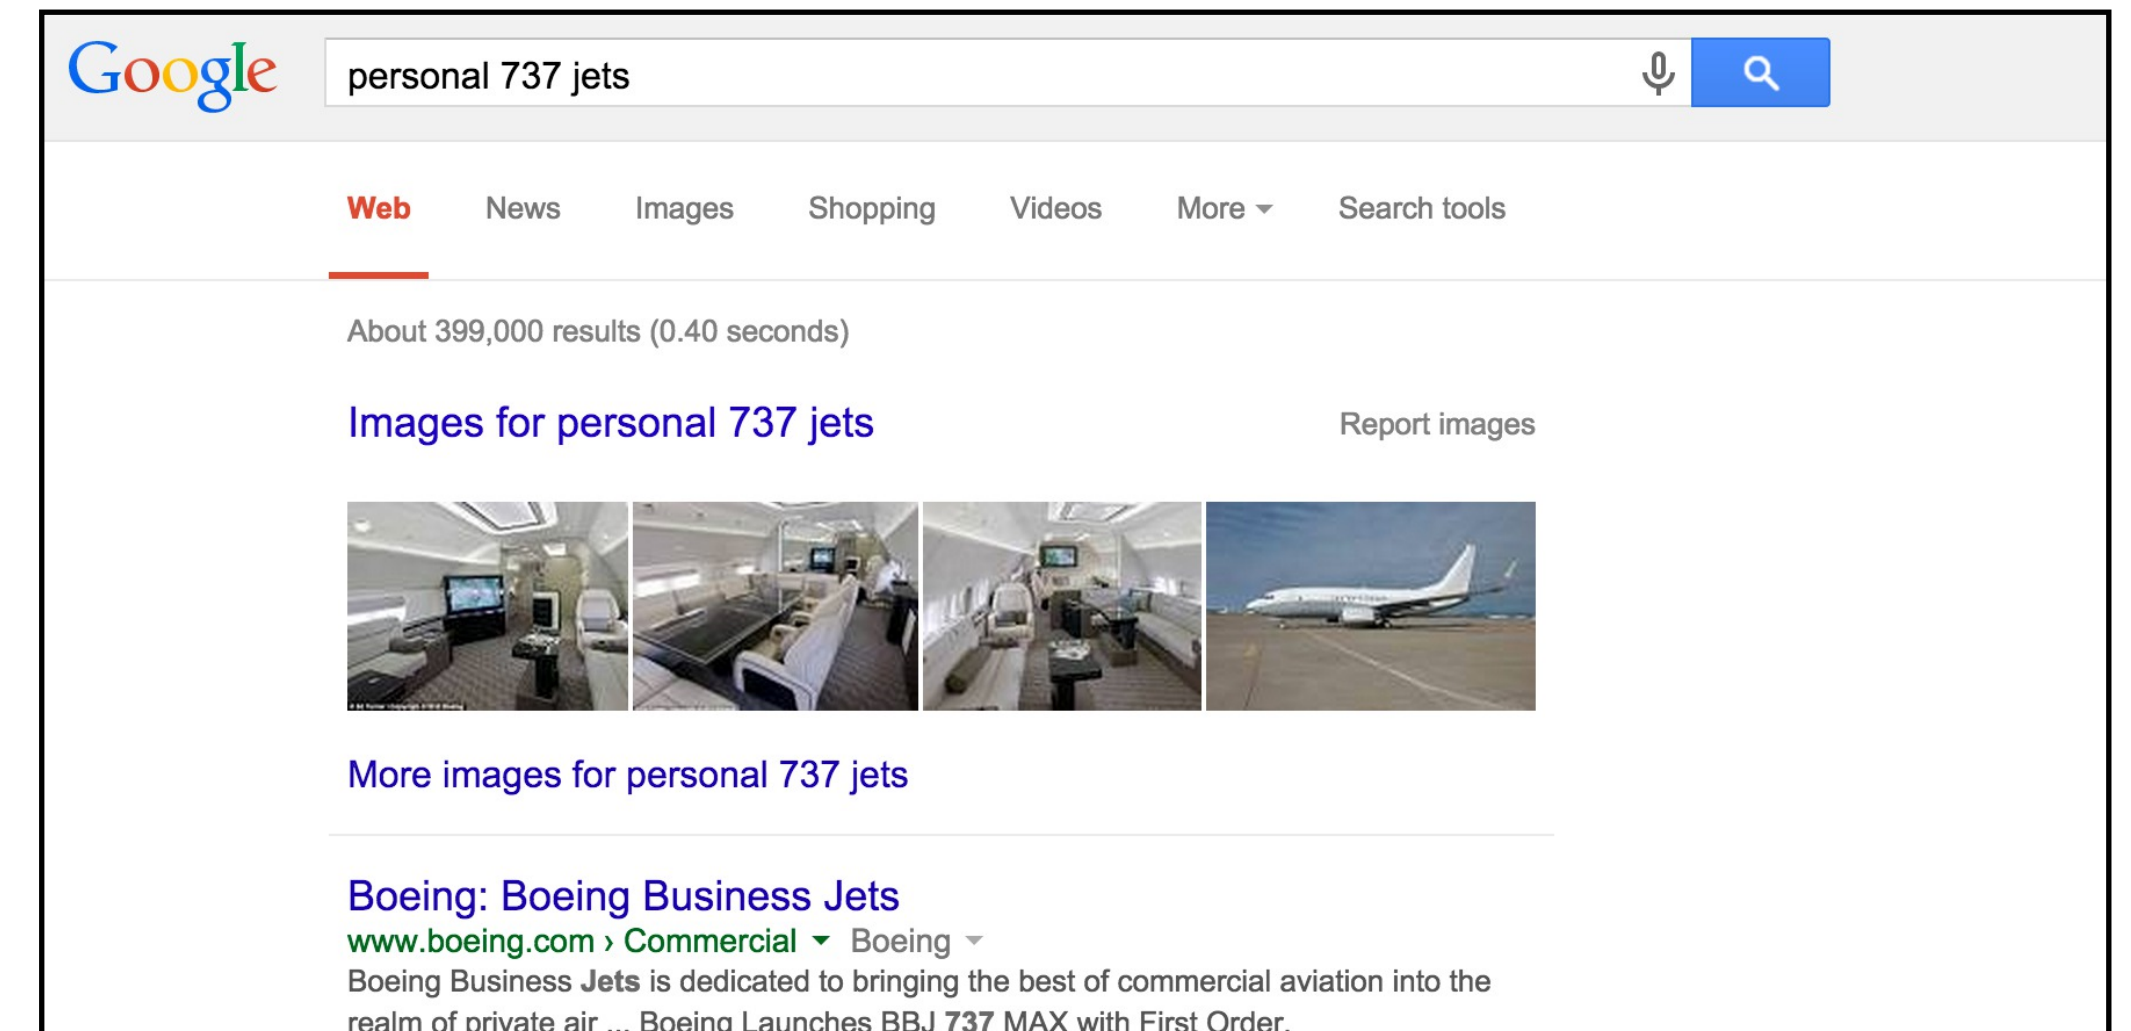 Google
personal 737 jets
Web News Images Shopping Videos More Search tools
About 399,000 results (0.40 seconds)
Images for personal 737 jets Report images
More images for personal 737 jets
Boeing: Boeing Business Jets
www.boeing.com › Commercial Boeing
Boeing Business Jets is dedicated to bringing the best of commercial aviation into the
realm of private air ... Boeing Launches BBJ 737 MAX with First Order.